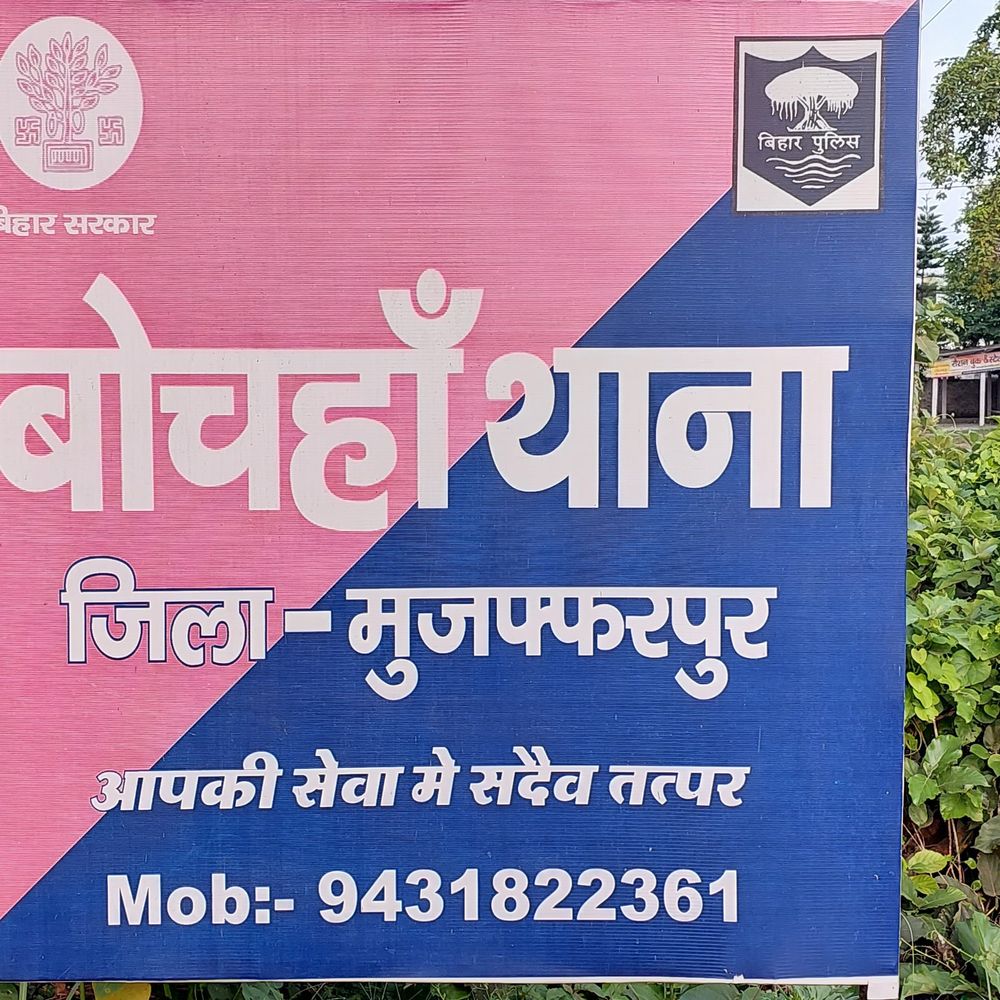 बिहार सरकार
बिहार पुलिस
बोचहाँ थाना
जिला - मुजफ्फरपुर
आपकी सेवा मे सदैव तत्पर
Mob:- 9431822361